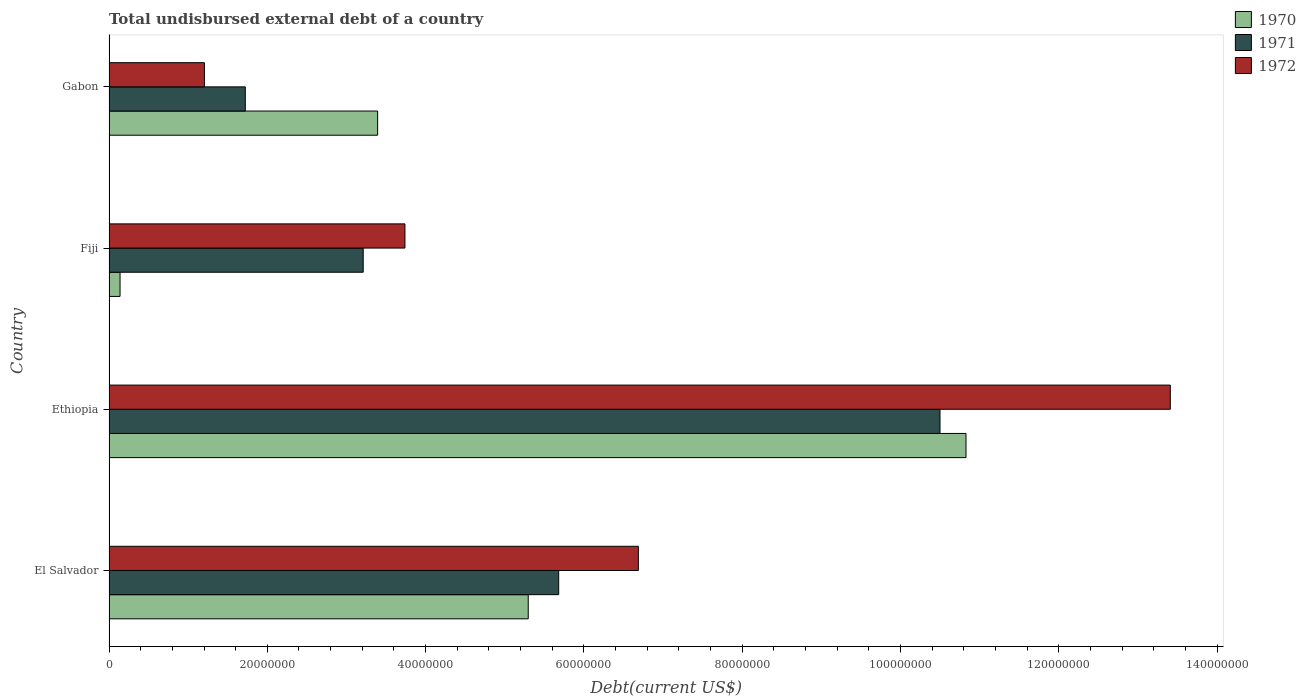 Total undisbursed external debt of a country
1970
1971
1972
Gabon
Fiji
Ethiopia
El Salvador
Country
0
20000000
40000000
60000000
80000000
100000000
120000000
140000000
Debt(current US$)